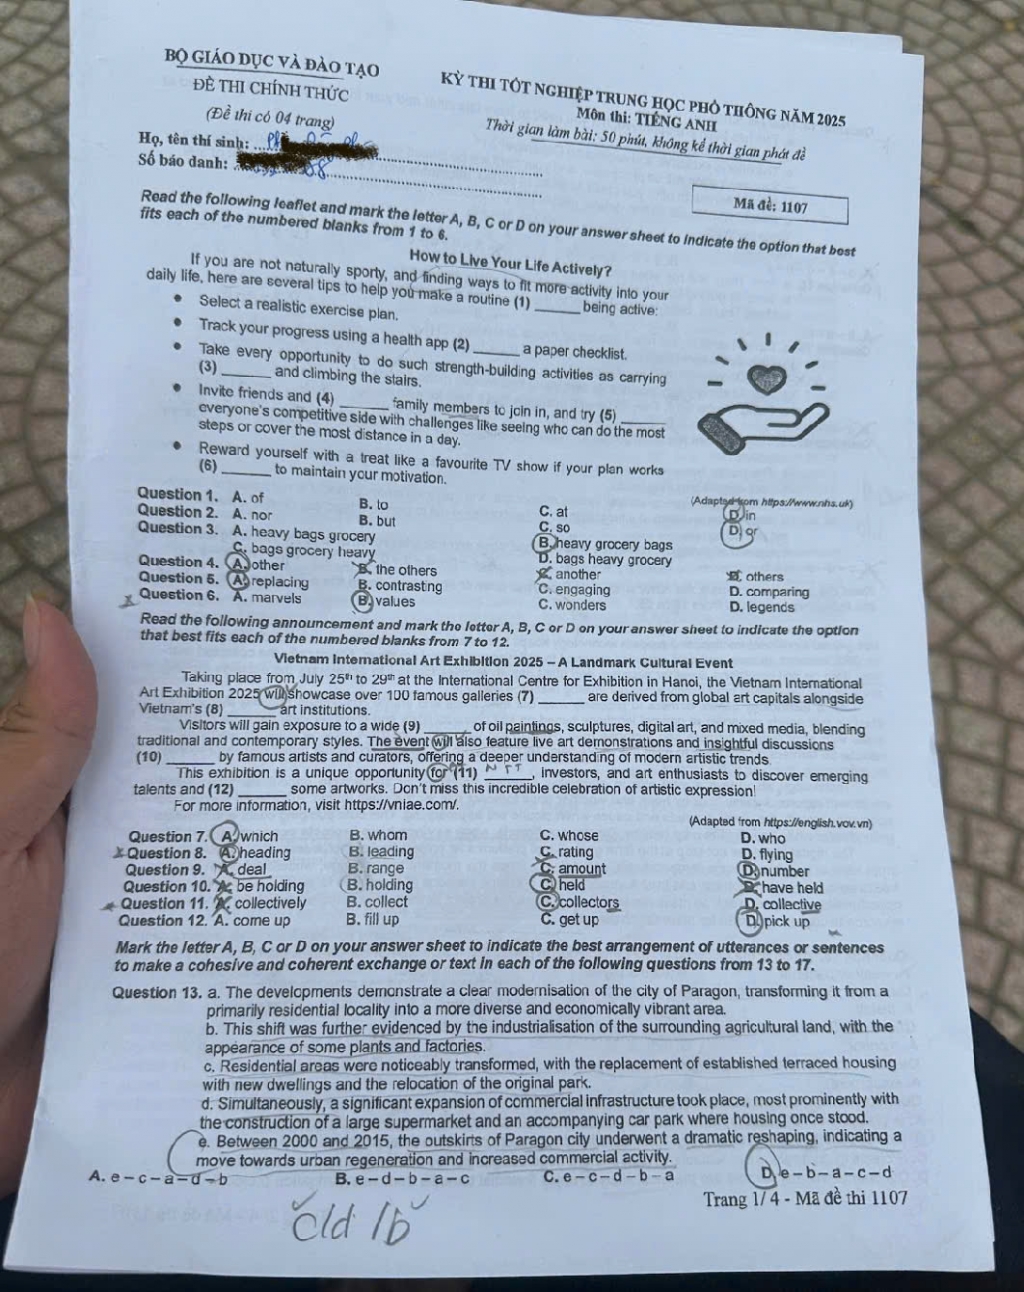 BỘ GIÁO DỤC VÀ ĐÀO TẠO
ĐỀ THI CHÍNH THỨC
(Đề thi có 04 trang)
KỲ THI TỐT NGHIỆP TRUNG HỌC PHỔ THÔNG NĂM 2025
Môn thi: TIẾNG ANH
Thời gian làm bài: 50 phút, không kể thời gian phát đề
Họ, tên thí sinh:
Số báo danh:
Mã đề: 1107
Read the following leaflet and mark the letter A, B, C or D on your answer sheet to indicate the option that best
fits each of the numbered blanks from 1 to 6.
How to Live Your Life Actively?
If you are not naturally sporty, and finding ways to fit more activity into your
daily life, here are several tips to help you make a routine (1) ______ being active:
• Select a realistic exercise plan.
• Track your progress using a health app (2) ______ a paper checklist.
• Take every opportunity to do such strength-building activities as carrying
(3) ______ and climbing the stairs.
• Invite friends and (4) ______ family members to join in, and try (5) ______
everyone's competitive side with challenges like seeing who can do the most
steps or cover the most distance in a day.
• Reward yourself with a treat like a favourite TV show if your plan works
(6) ______ to maintain your motivation.
(Adapted from https://www.nhs.uk)
Question 1. A. of B. to C. at D. in
Question 2. A. nor B. but C. so D. or
Question 3. A. heavy bags grocery B. heavy grocery bags
C. bags grocery heavy D. bags heavy grocery
Question 4. A. other B. the others C. another D. others
Question 5. A. replacing B. contrasting C. engaging D. comparing
Question 6. A. marvels B. values C. wonders D. legends
Read the following announcement and mark the letter A, B, C or D on your answer sheet to indicate the option
that best fits each of the numbered blanks from 7 to 12.
Vietnam International Art Exhibition 2025 – A Landmark Cultural Event
Taking place from July 25th to 29th at the International Centre for Exhibition in Hanoi, the Vietnam International
Art Exhibition 2025 will showcase over 100 famous galleries (7) ______ are derived from global art capitals alongside
Vietnam's (8) ______ art institutions.
Visitors will gain exposure to a wide (9) ______ of oil paintings, sculptures, digital art, and mixed media, blending
traditional and contemporary styles. The event will also feature live art demonstrations and insightful discussions
(10) ______ by famous artists and curators, offering a deeper understanding of modern artistic trends.
This exhibition is a unique opportunity for (11) ______, investors, and art enthusiasts to discover emerging
talents and (12) ______ some artworks. Don't miss this incredible celebration of artistic expression!
For more information, visit https://vniae.com/.
(Adapted from https://english.vov.vn)
Question 7. A. which B. whom C. whose D. who
Question 8. A. heading B. leading C. rating D. flying
Question 9. A. deal B. range C. amount D. number
Question 10. A. be holding B. holding C. held D. have held
Question 11. A. collectively B. collect C. collectors D. collective
Question 12. A. come up B. fill up C. get up D. pick up
Mark the letter A, B, C or D on your answer sheet to indicate the best arrangement of utterances or sentences
to make a cohesive and coherent exchange or text in each of the following questions from 13 to 17.
Question 13. a. The developments demonstrate a clear modernisation of the city of Paragon, transforming it from a
primarily residential locality into a more diverse and economically vibrant area.
b. This shift was further evidenced by the industrialisation of the surrounding agricultural land, with the
appearance of some plants and factories.
c. Residential areas were noticeably transformed, with the replacement of established terraced housing
with new dwellings and the relocation of the original park.
d. Simultaneously, a significant expansion of commercial infrastructure took place, most prominently with
the construction of a large supermarket and an accompanying car park where housing once stood.
e. Between 2000 and 2015, the outskirts of Paragon city underwent a dramatic reshaping, indicating a
move towards urban regeneration and increased commercial activity.
A. e – c – a – d – b B. e – d – b – a – c C. e – c – d – b – a D. e – b – a – c – d
Trang 1/ 4 - Mã đề thi 1107